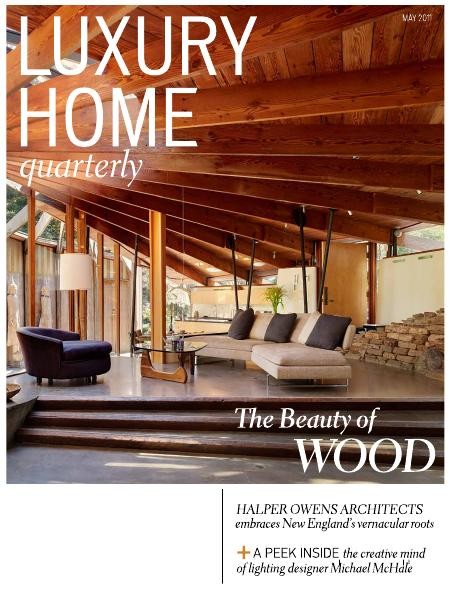 MAY 2011
LUXURY
HOME
quarterly
The Beauty of
WOOD
HALPER OWENS ARCHITECTS
embraces New England's vernacular roots
+ A PEEK INSIDE the creative mind
of lighting designer Michael McHale